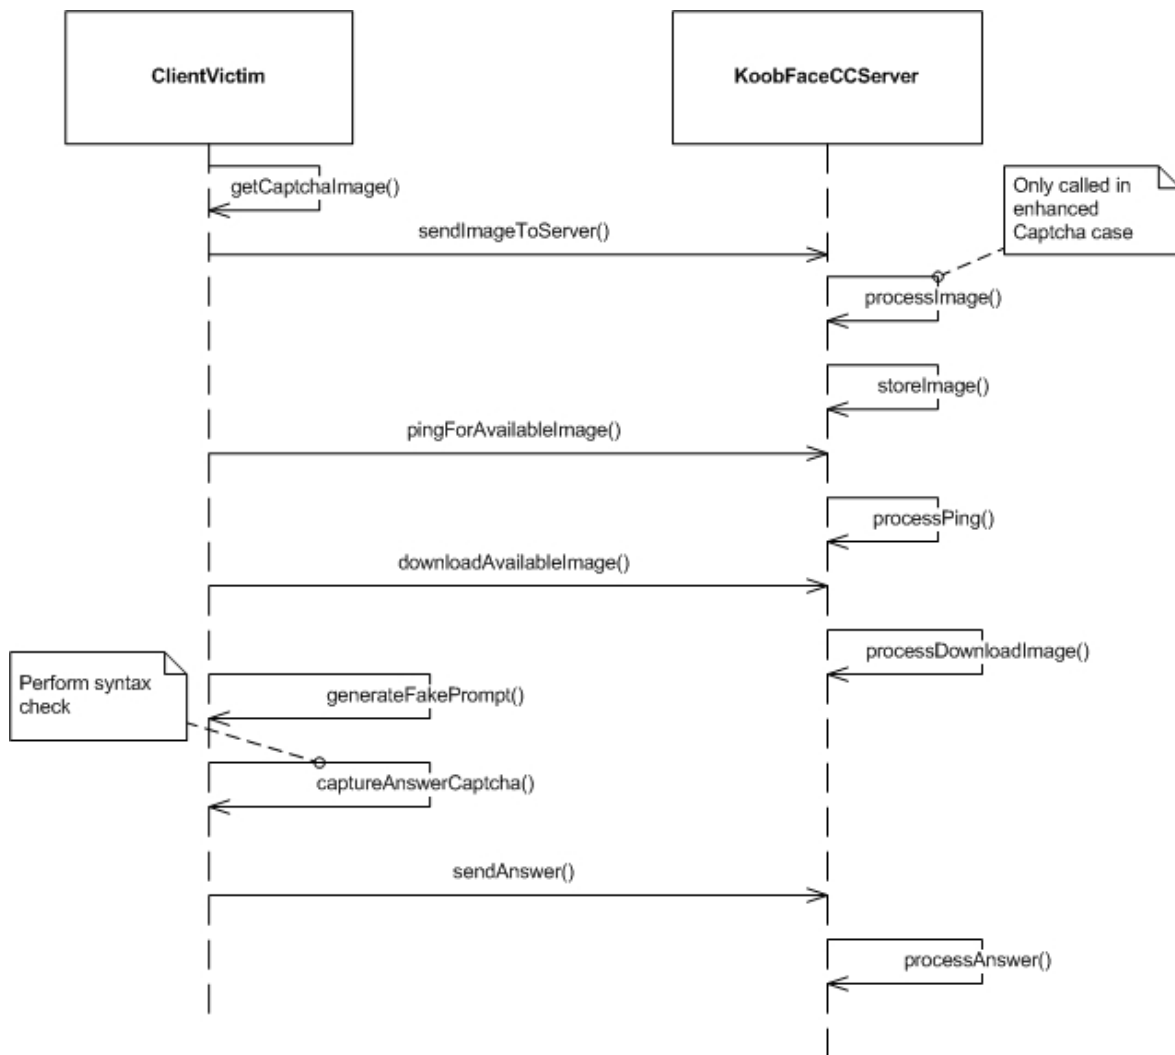 ClientVictim
KoobFaceCCServer
getCaptchaImage()
Only called in
enhanced
Captcha case
sendImageToServer()
processImage()
storeImage()
pingForAvailableImage()
processPing()
downloadAvailableImage()
processDownloadImage()
Perform syntax
check
generateFakePrompt()
captureAnswerCaptcha()
sendAnswer()
processAnswer()